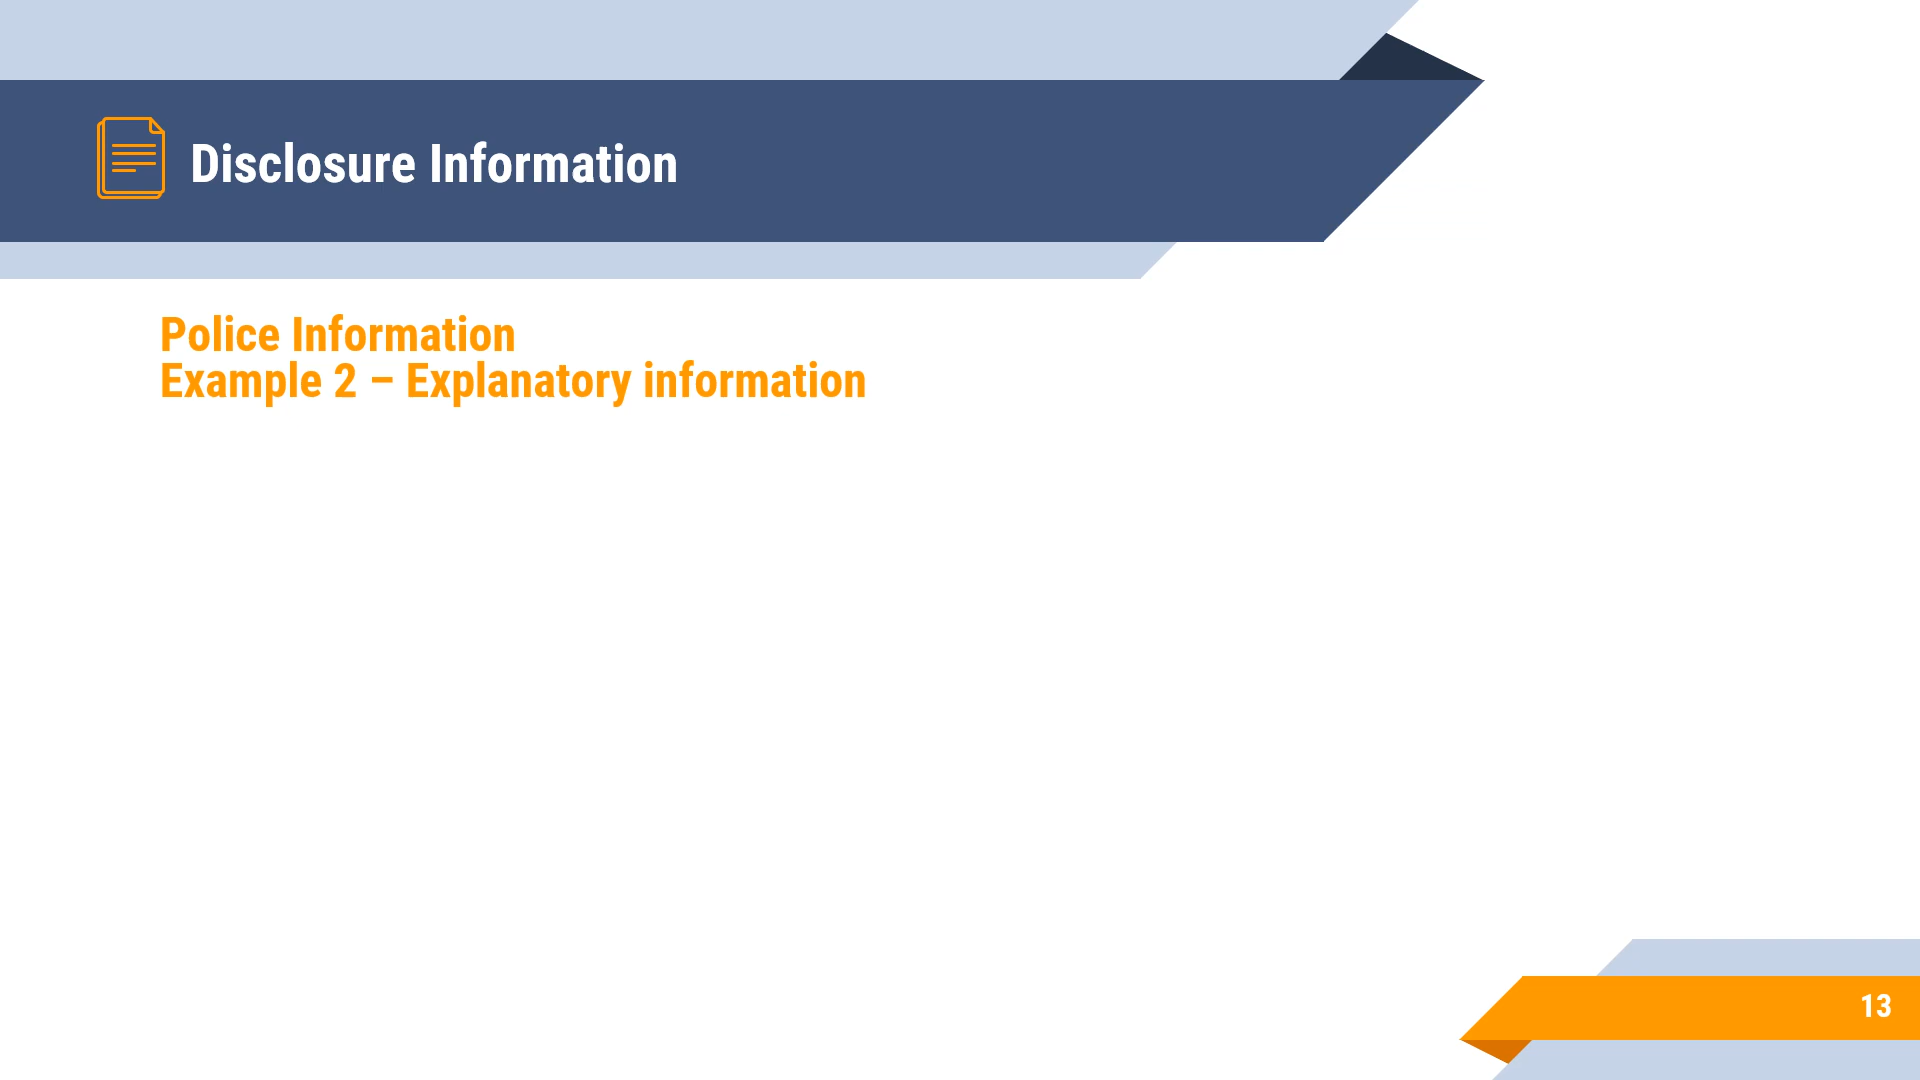 Disclosure Information
Police Information
Example 2 – Explanatory information
13